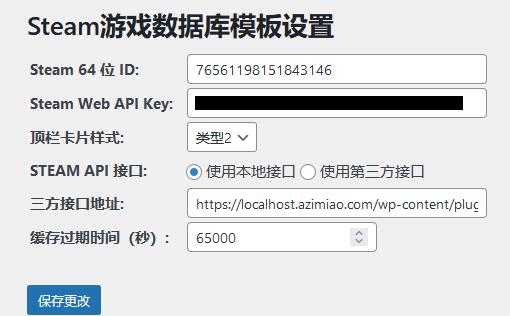 Steam游戏数据库模板设置
Steam 64 位 ID: 76561198151843146
Steam Web API Key:
顶栏卡片样式: 类型2
STEAM API 接口: 使用本地接口 使用第三方接口
三方接口地址: https://localhost.azimiao.com/wp-content/plug
缓存过期时间（秒）: 65000
保存更改